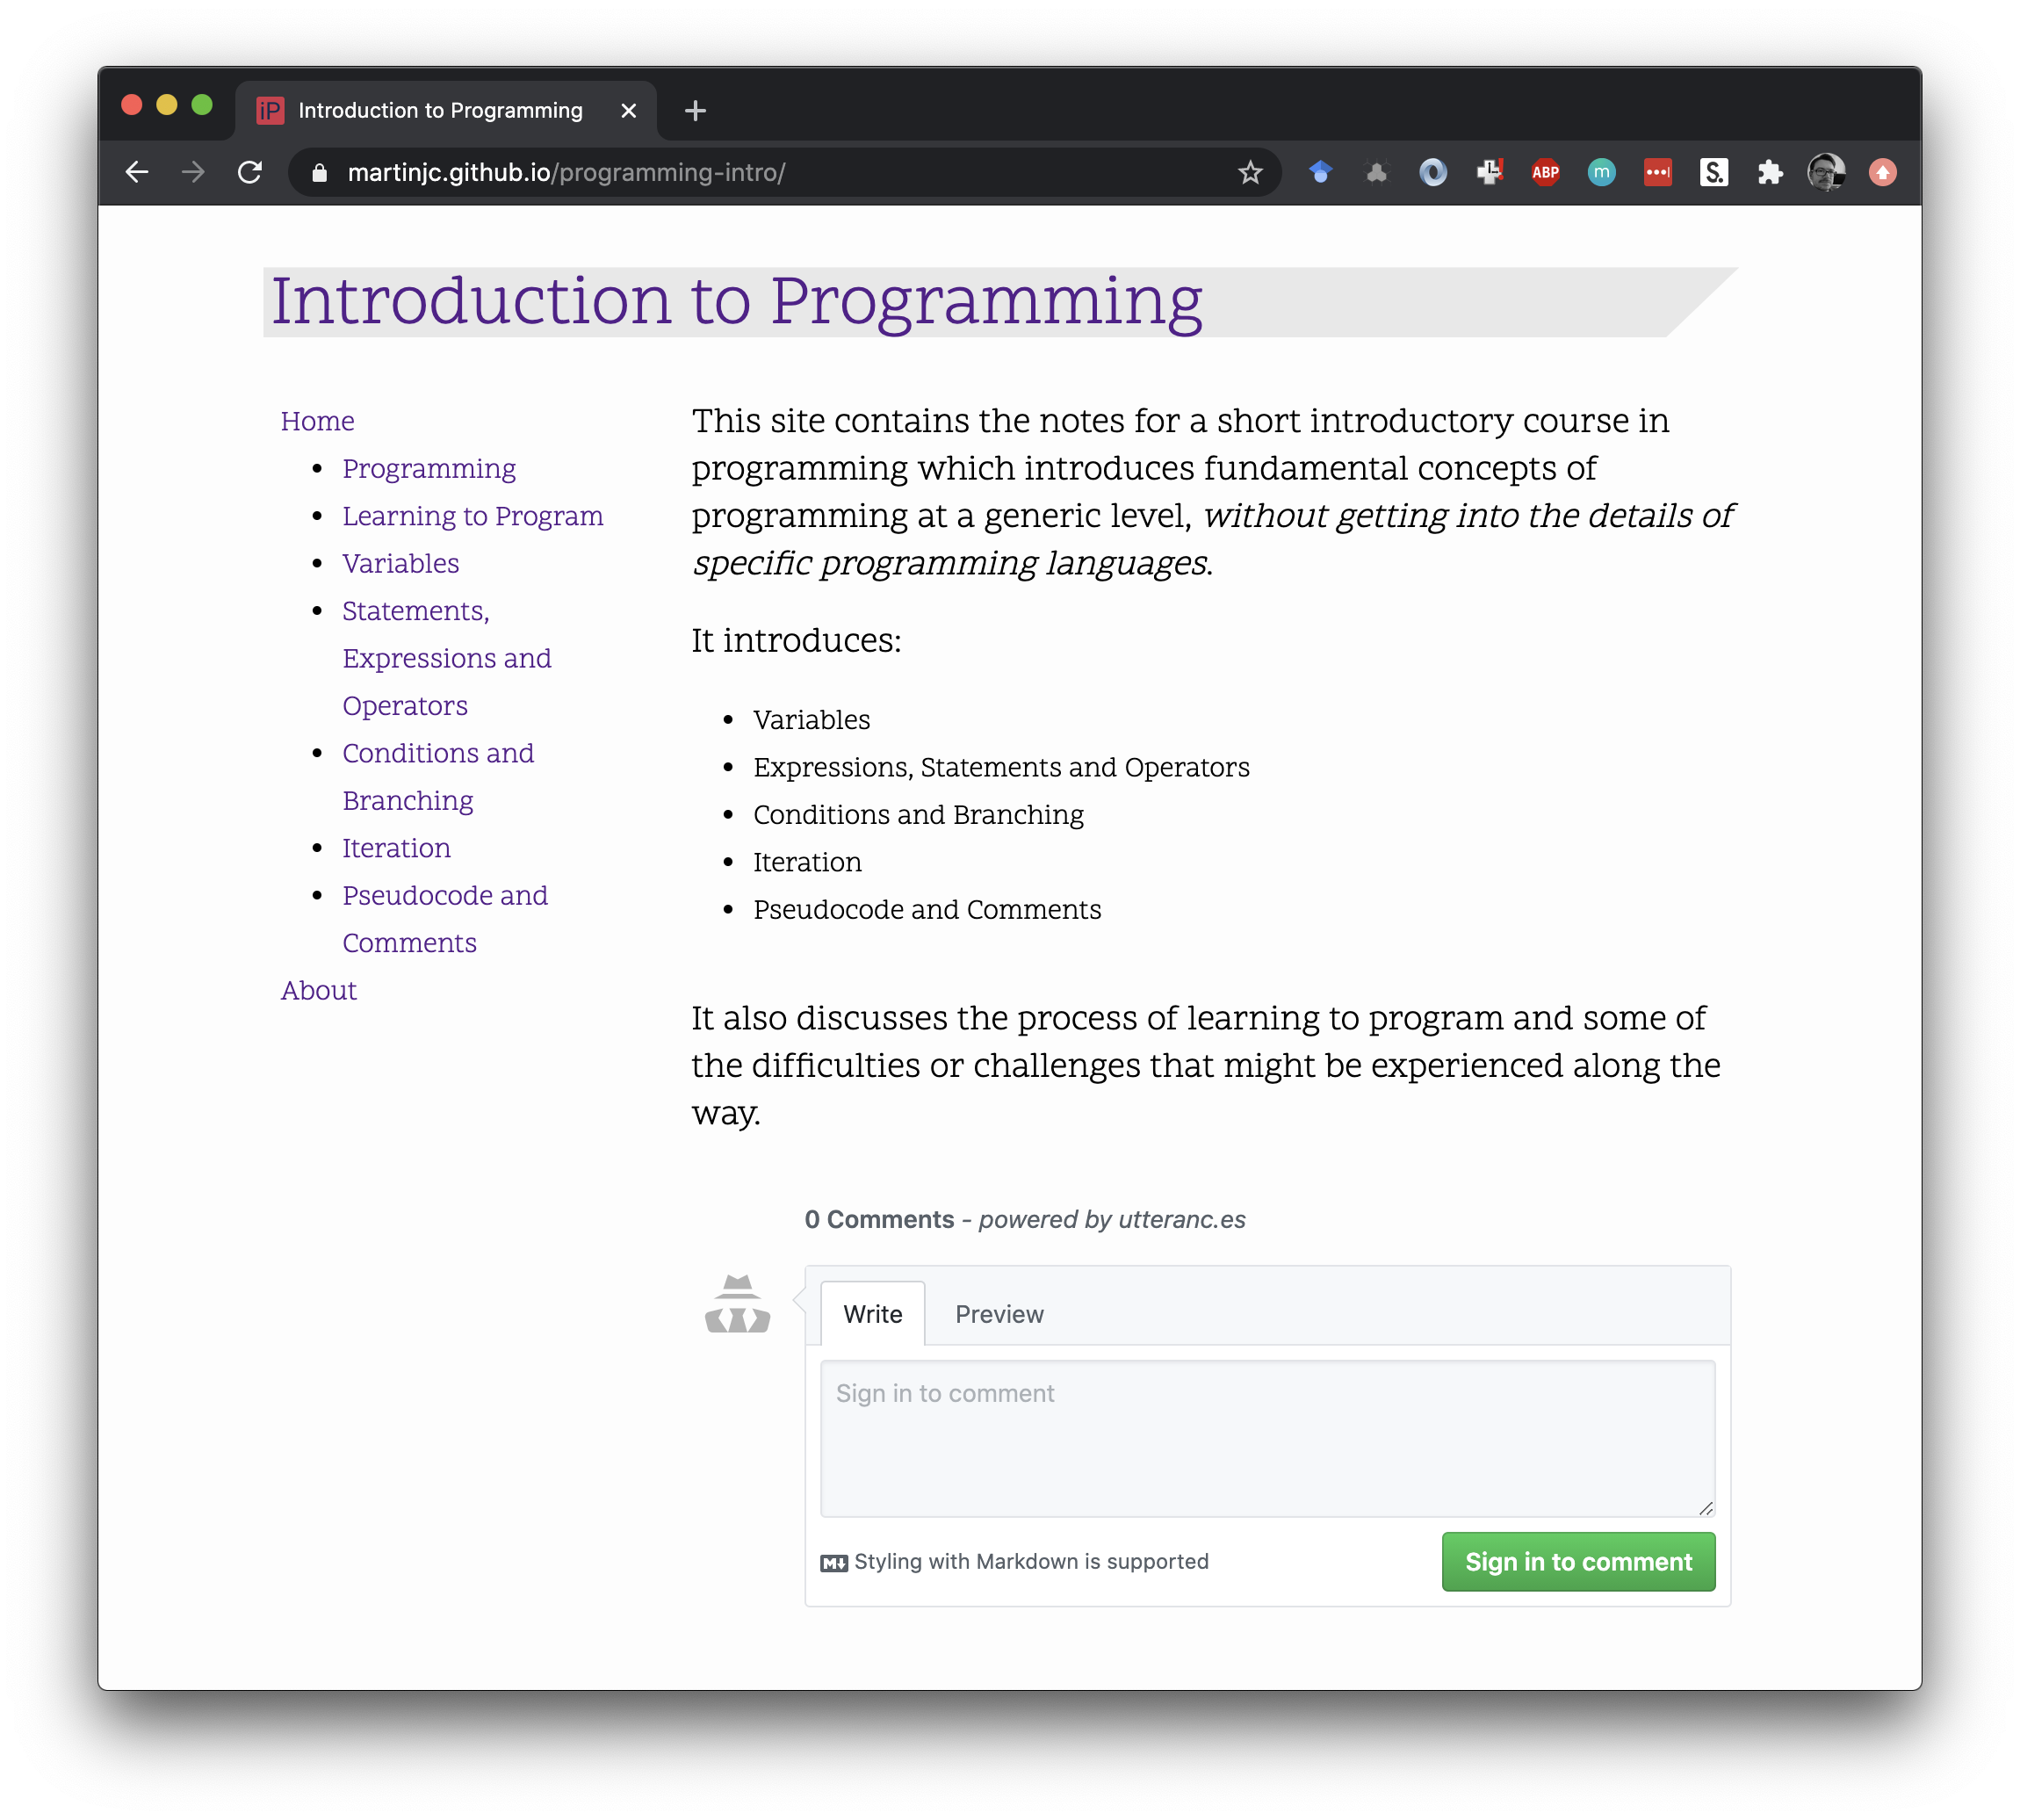 iP Introduction to Programming
martinjc.github.io/programming-intro/
ABP
m
S.
Introduction to Programming
Home
Programming
Learning to Program
Variables
Statements,
Expressions and
Operators
Conditions and
Branching
Iteration
Pseudocode and
Comments
About
This site contains the notes for a short introductory course in
programming which introduces fundamental concepts of
programming at a generic level, without getting into the details of
specific programming languages.
It introduces:
Variables
Expressions, Statements and Operators
Conditions and Branching
Iteration
Pseudocode and Comments
It also discusses the process of learning to program and some of
the difficulties or challenges that might be experienced along the
way.
0 Comments - powered by utteranc.es
Write
Preview
Sign in to comment
M Styling with Markdown is supported
Sign in to comment